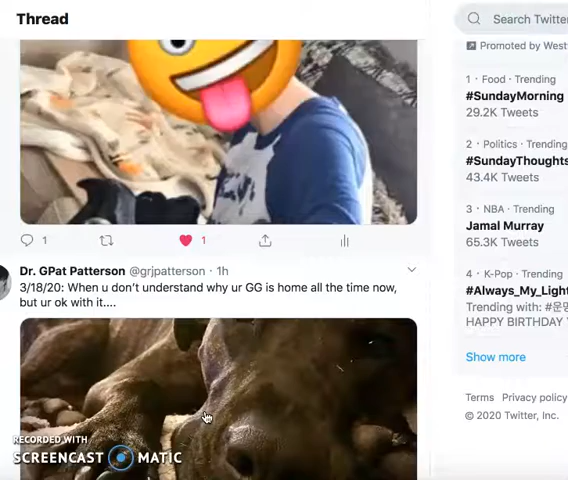 Thread
Search Twitter
Promoted by West
1 · Food · Trending
#SundayMorning
29.2K Tweets
2 · Politics · Trending
#SundayThoughts
43.4K Tweets
3 · NBA · Trending
Jamal Murray
65.3K Tweets
4 · K-Pop · Trending
#Always_My_Light
Trending with: #운명
HAPPY BIRTHDAY
Show more
Terms Privacy policy
© 2020 Twitter, Inc.
1
1
Dr. GPat Patterson @grjpatterson · 1h
3/18/20: When u don't understand why ur GG is home all the time now,
but ur ok with it....
RECORDED WITH
SCREENCAST MATIC